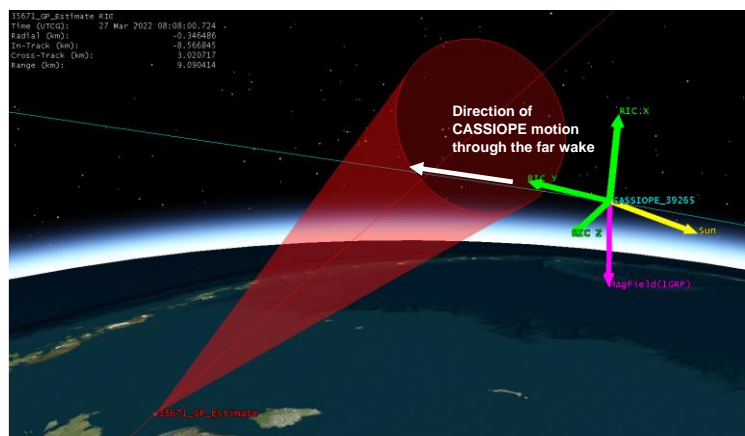 35671_GP_Estimate RIC
Time (UTCG): 27 Mar 2022 08:08:00.724
Radial (km): -0.346486
In-Track (km): -8.566845
Cross-Track (km): 3.020717
Range (km): 9.090414
Direction of
CASSIOPE motion
through the far wake
RIC.X
RIC Y
CASSIOPE_39265
Sun
RIC Z
MagField(IGRF)
35671_GP_Estimate